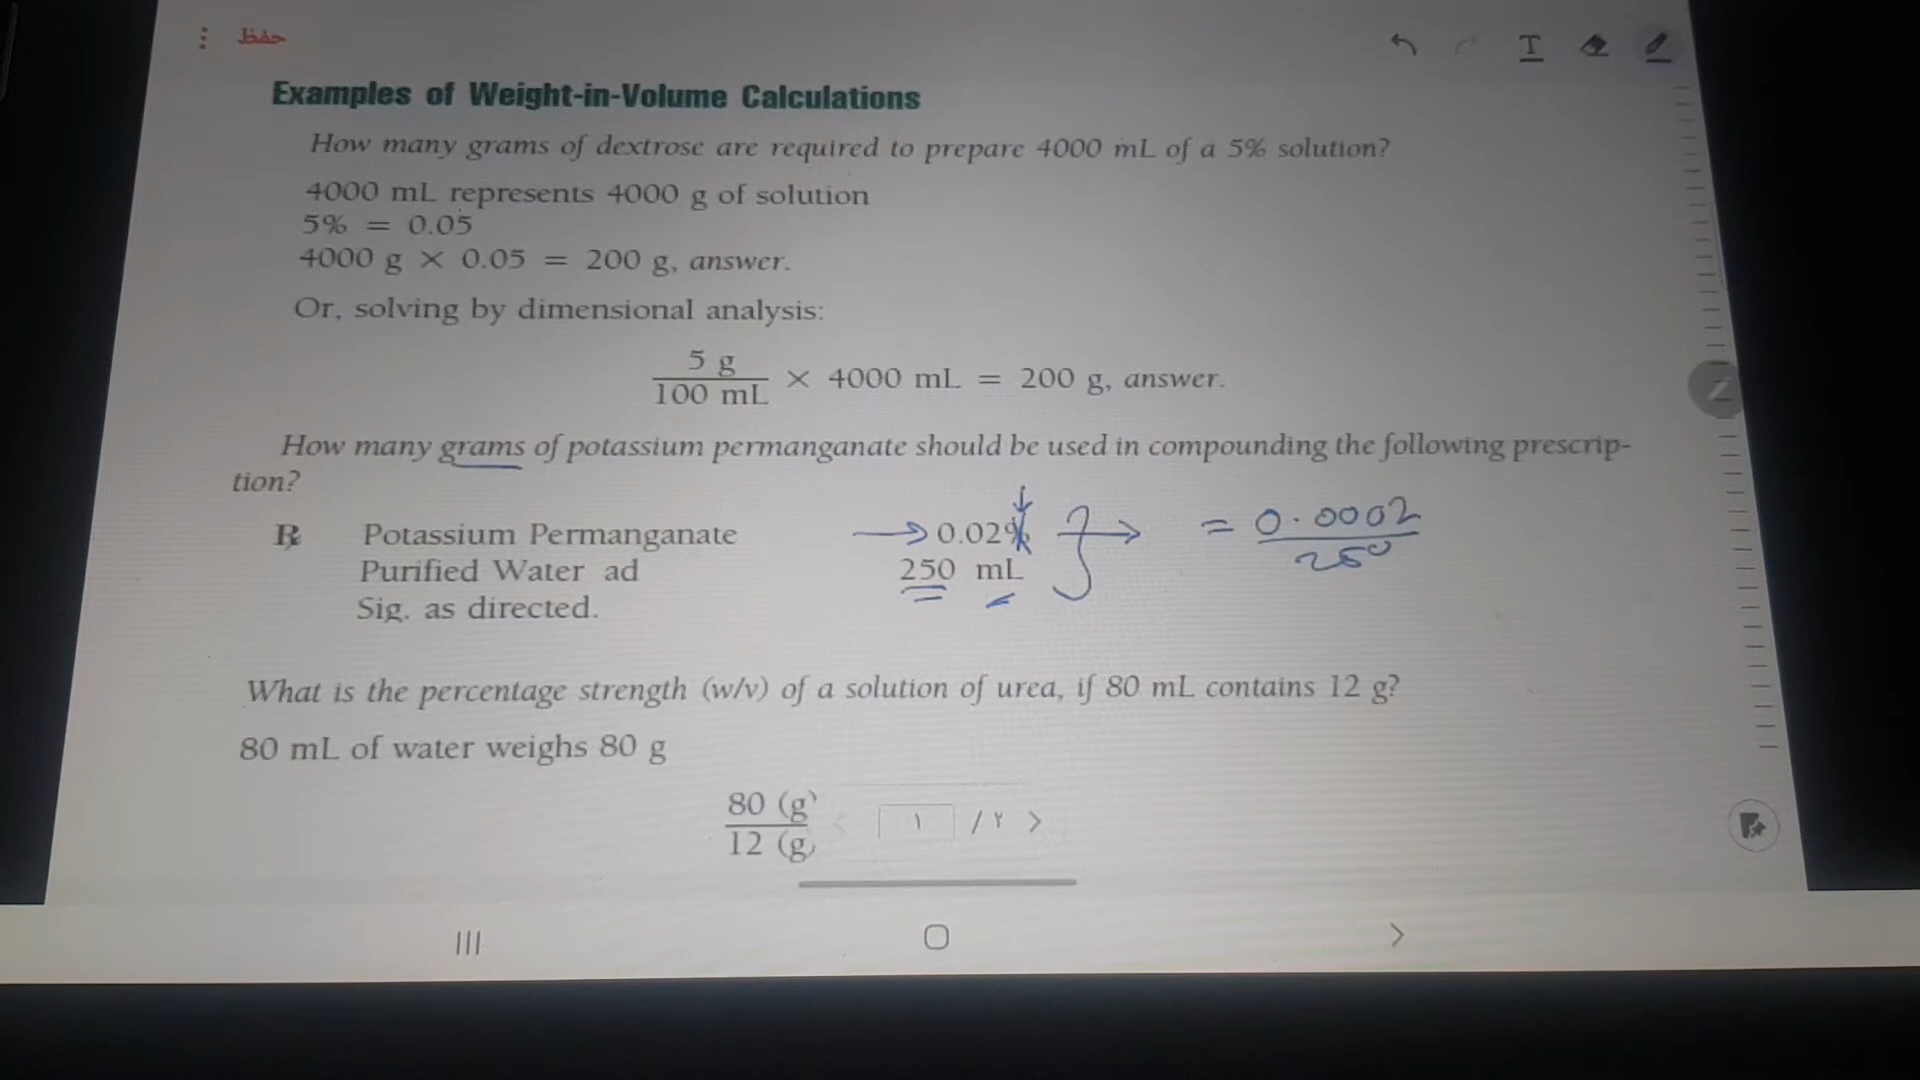 حفظ
T
Examples of Weight-in-Volume Calculations
How many grams of dextrose are required to prepare 4000 mL of a 5% solution?
4000 mL represents 4000 g of solution
5% = 0.05
4000 g × 0.05 = 200 g, answer.
Or, solving by dimensional analysis:
5 g
100 mL × 4000 mL = 200 g, answer.
How many grams of potassium permanganate should be used in compounding the following prescrip-
tion?
℞ Potassium Permanganate 0.02% = 0.0002
Purified Water ad 250 mL 250
Sig. as directed.
What is the percentage strength (w/v) of a solution of urea, if 80 mL contains 12 g?
80 mL of water weighs 80 g
80 (g)
12 (g)
١ / ٢